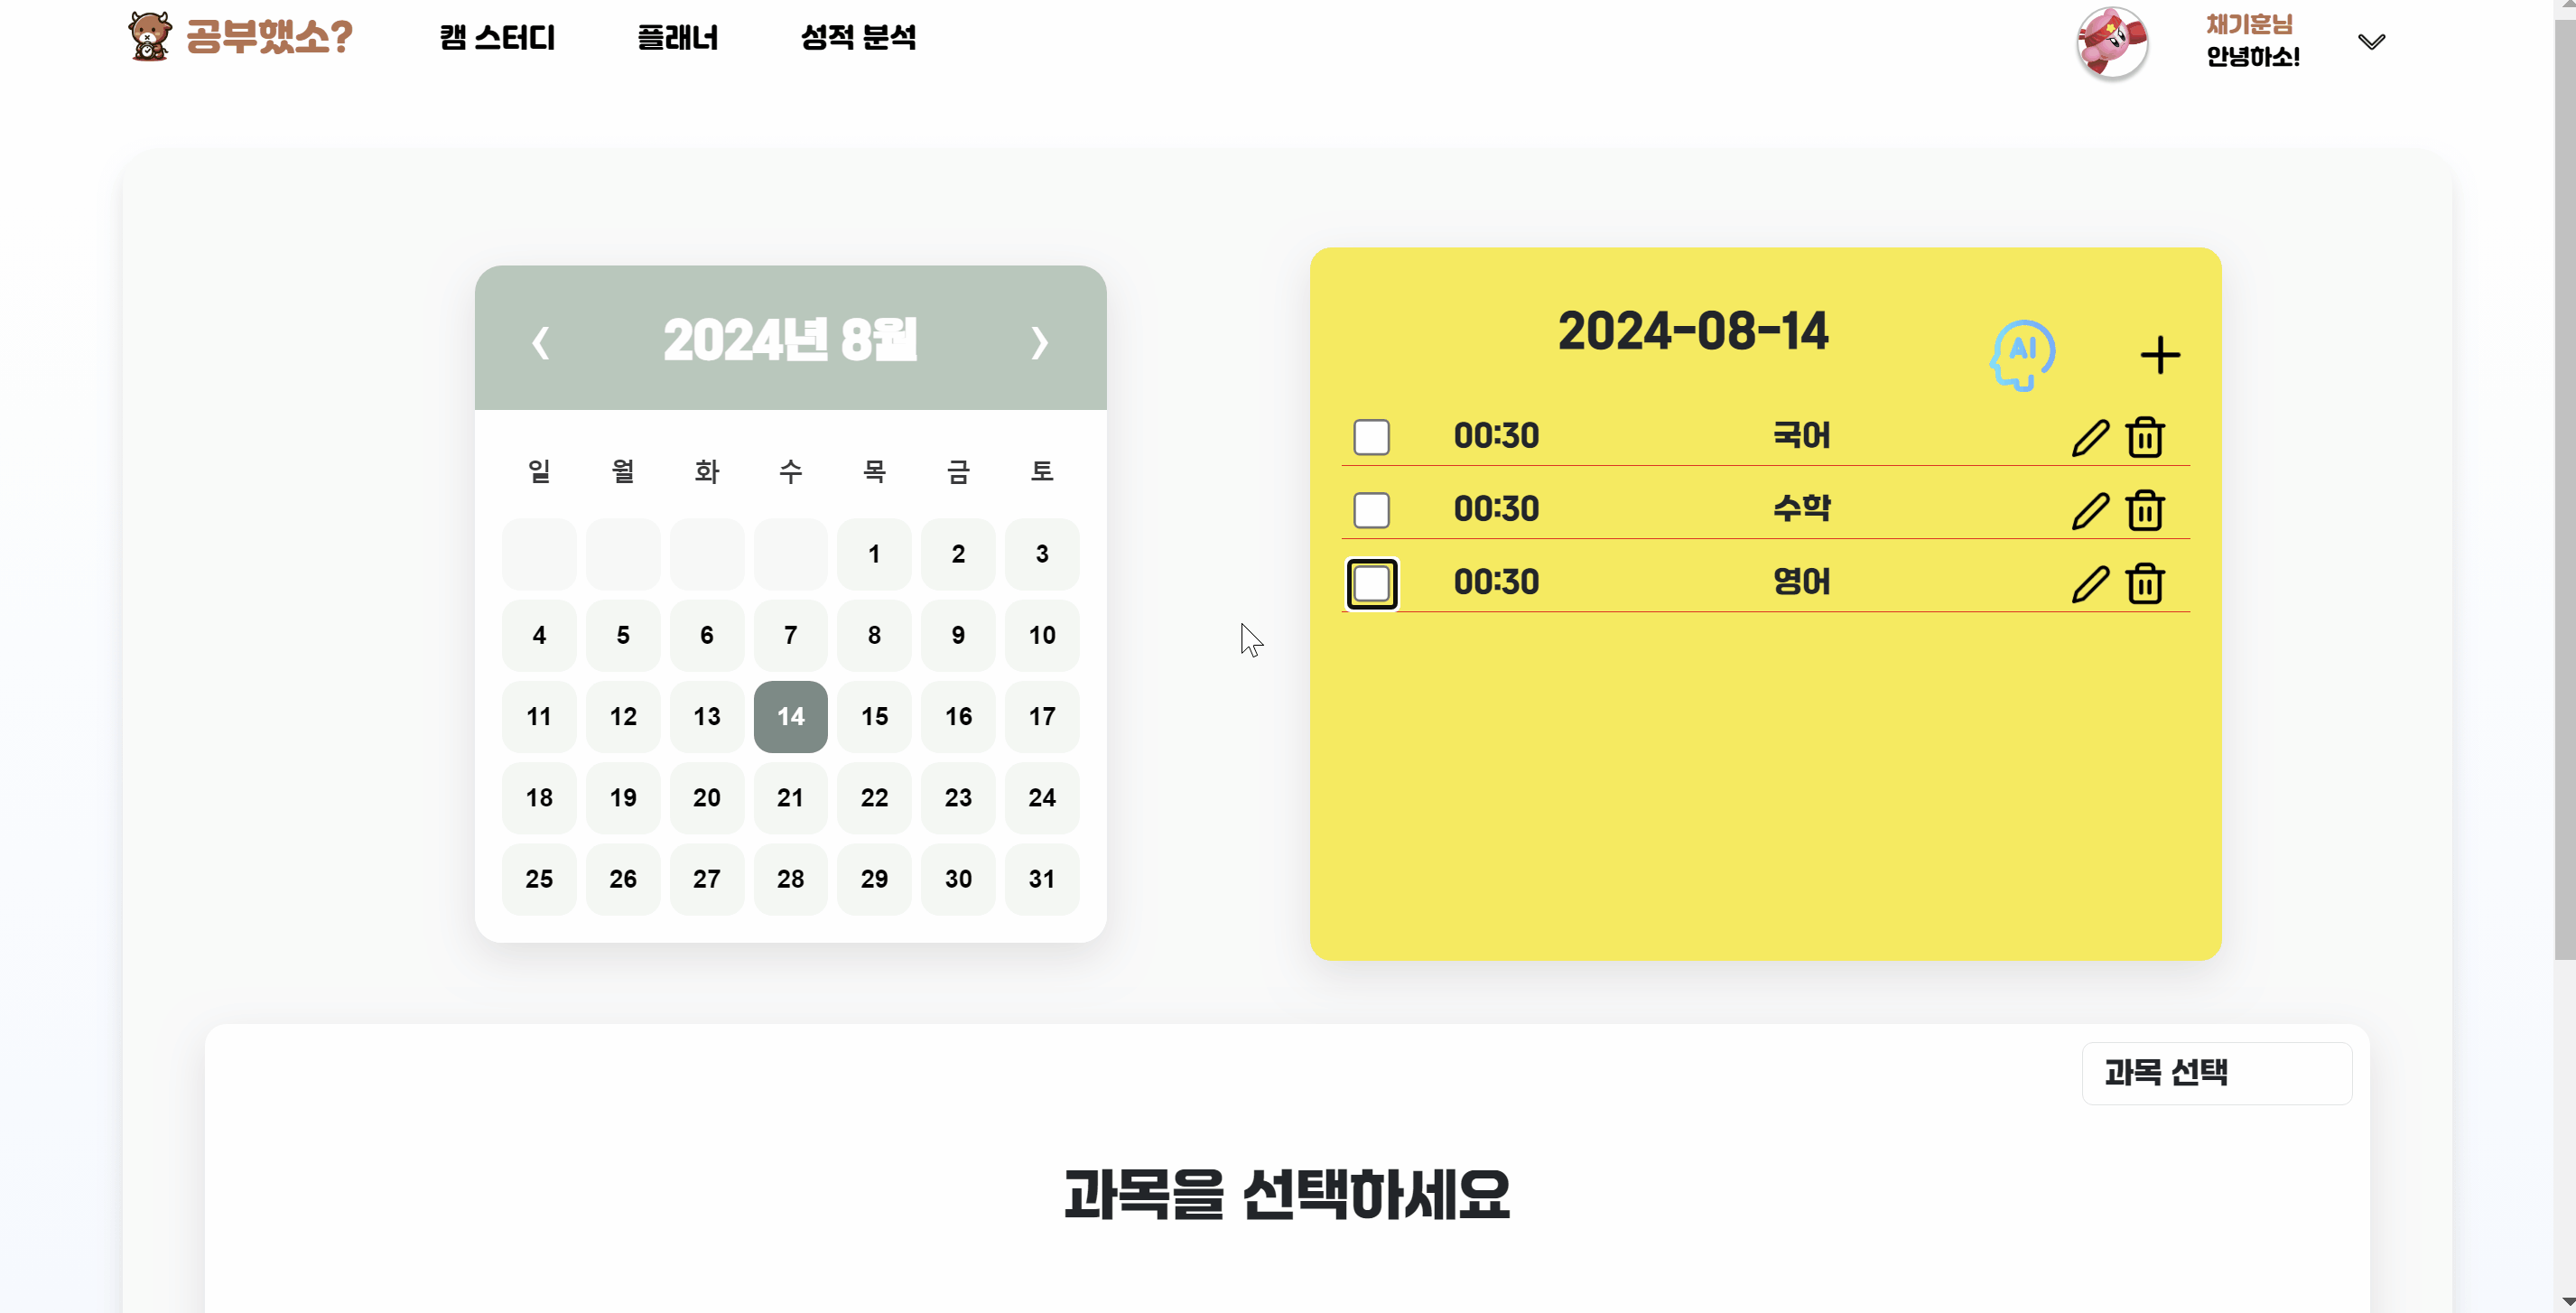 공부했소?
캠 스터디
플래너
성적 분석
채기훈님
안녕하소!
2024년 8월
일 월 화 수 목 금 토
1 2 3
4 5 6 7 8 9 10
11 12 13 14 15 16 17
18 19 20 21 22 23 24
25 26 27 28 29 30 31
2024-08-14
AI
00:30 국어
00:30 수학
00:30 영어
과목 선택
과목을 선택하세요